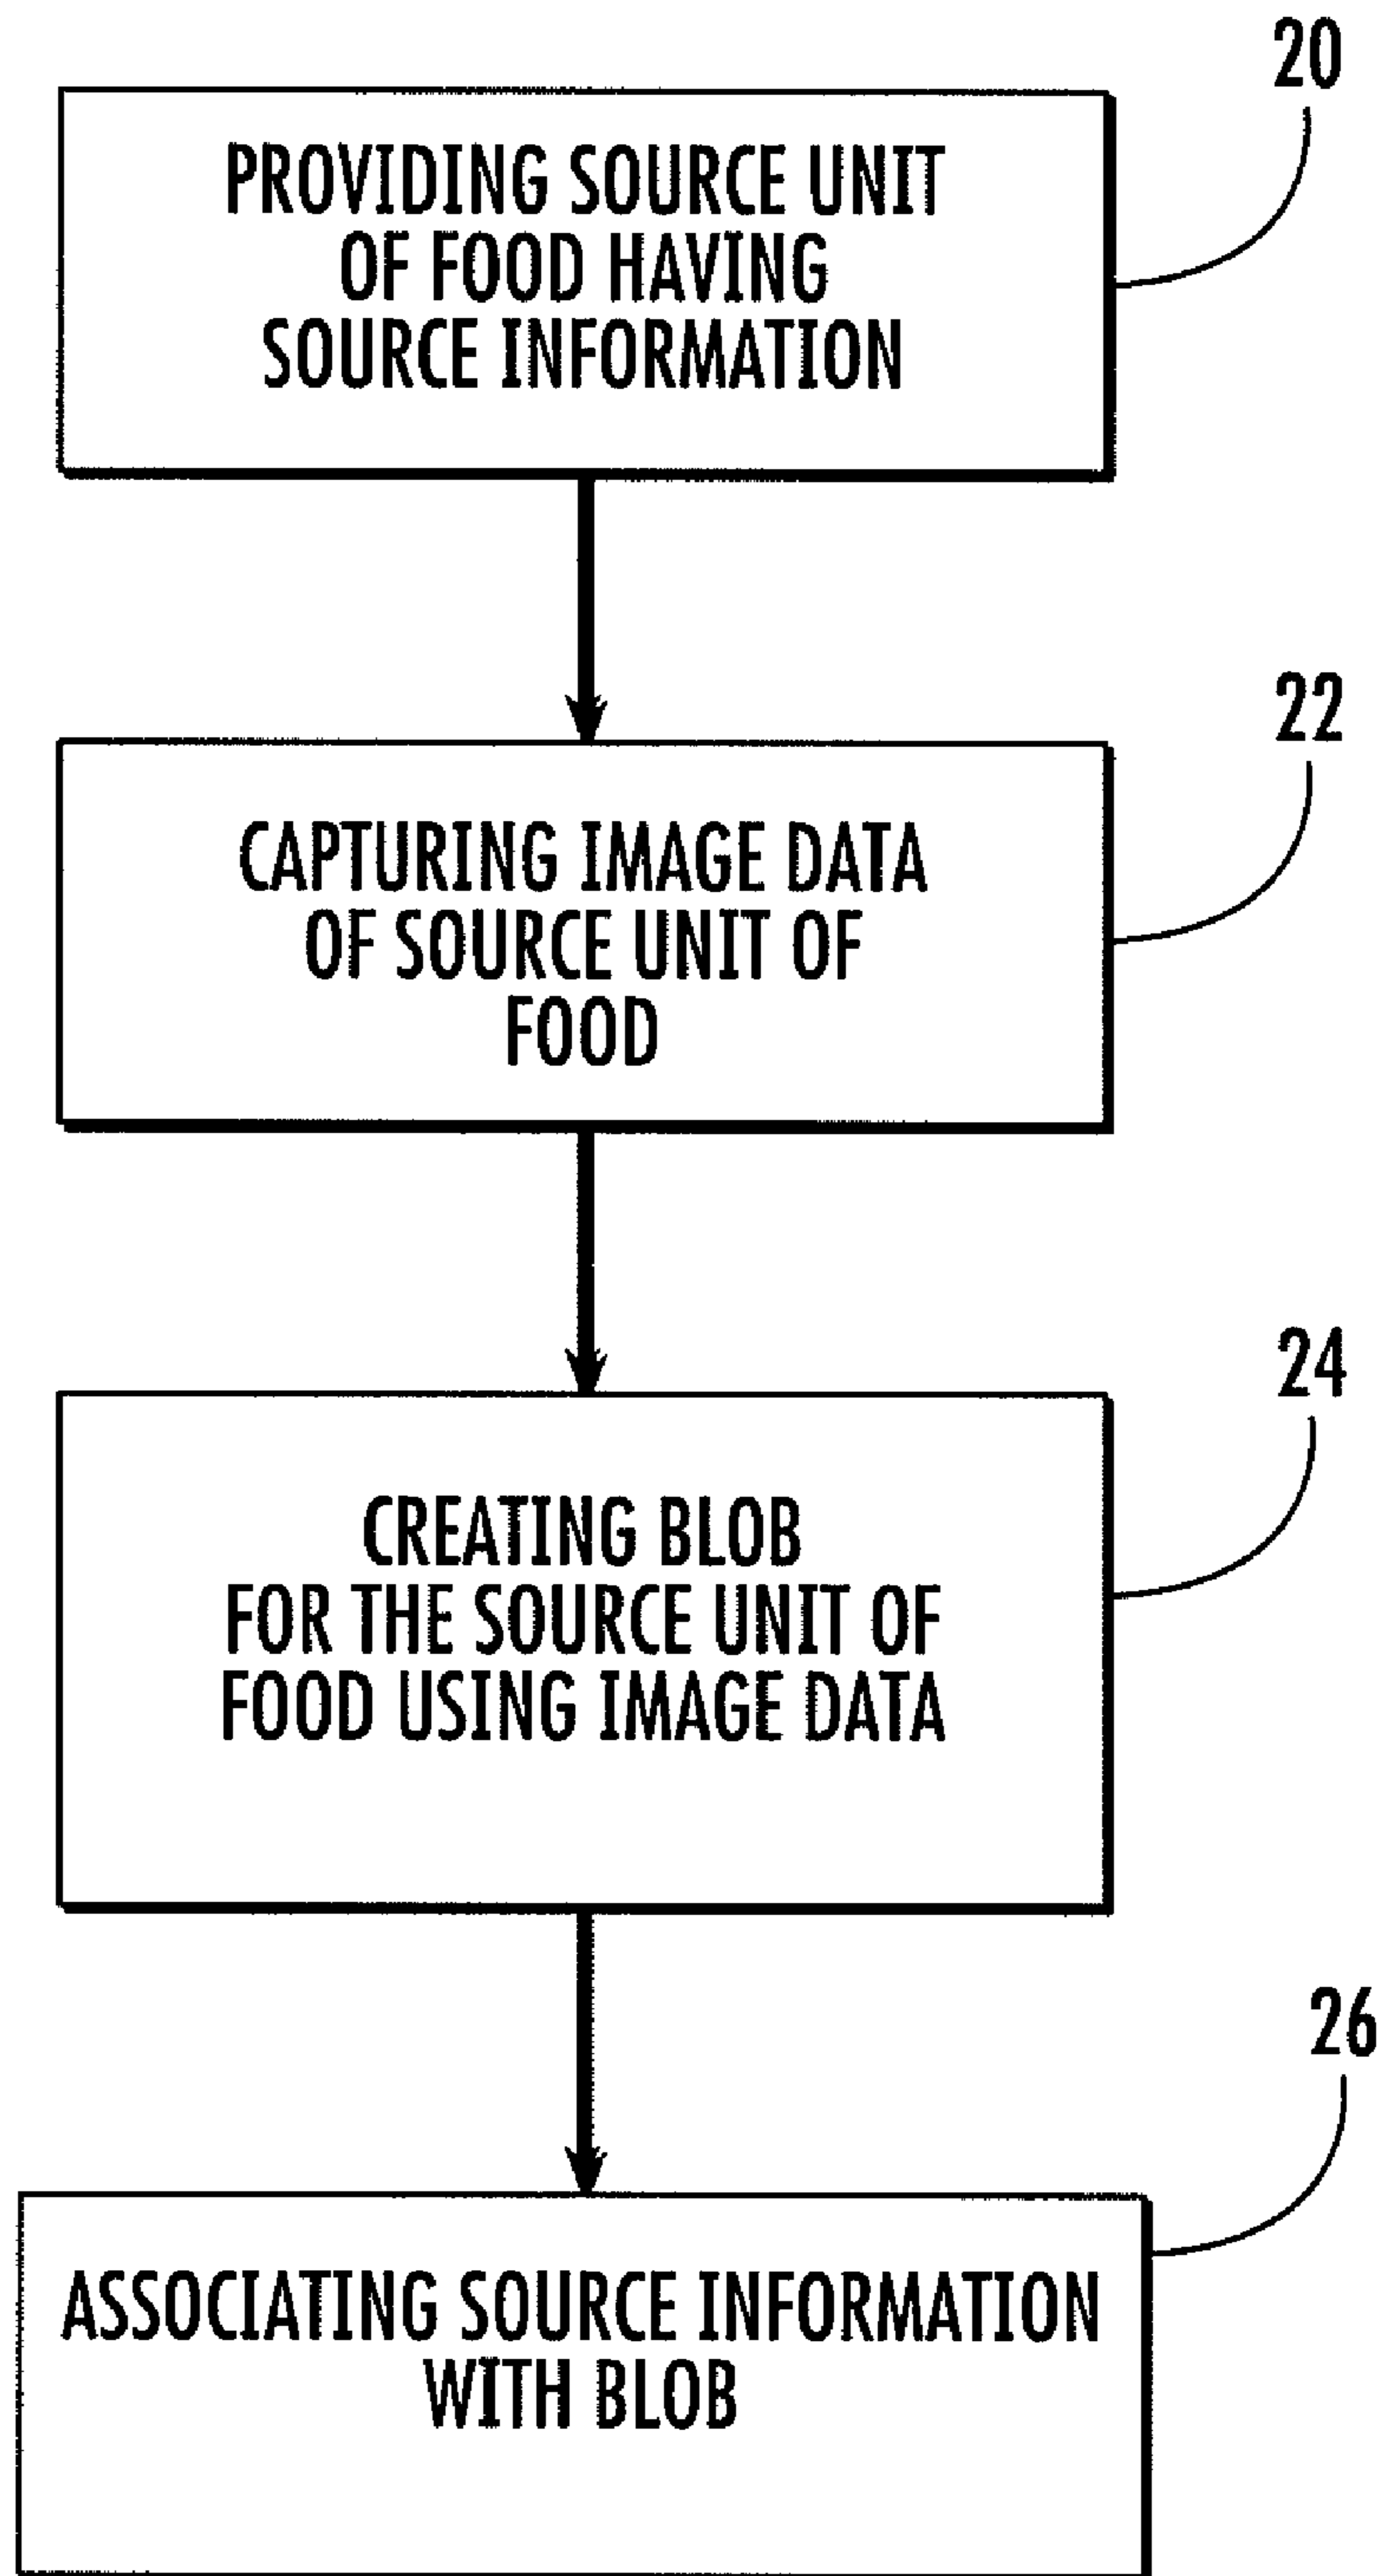 20
PROVIDING SOURCE UNIT
OF FOOD HAVING
SOURCE INFORMATION
22
CAPTURING IMAGE DATA
OF SOURCE UNIT OF
FOOD
24
CREATING BLOB
FOR THE SOURCE UNIT OF
FOOD USING IMAGE DATA
26
ASSOCIATING SOURCE INFORMATION
WITH BLOB